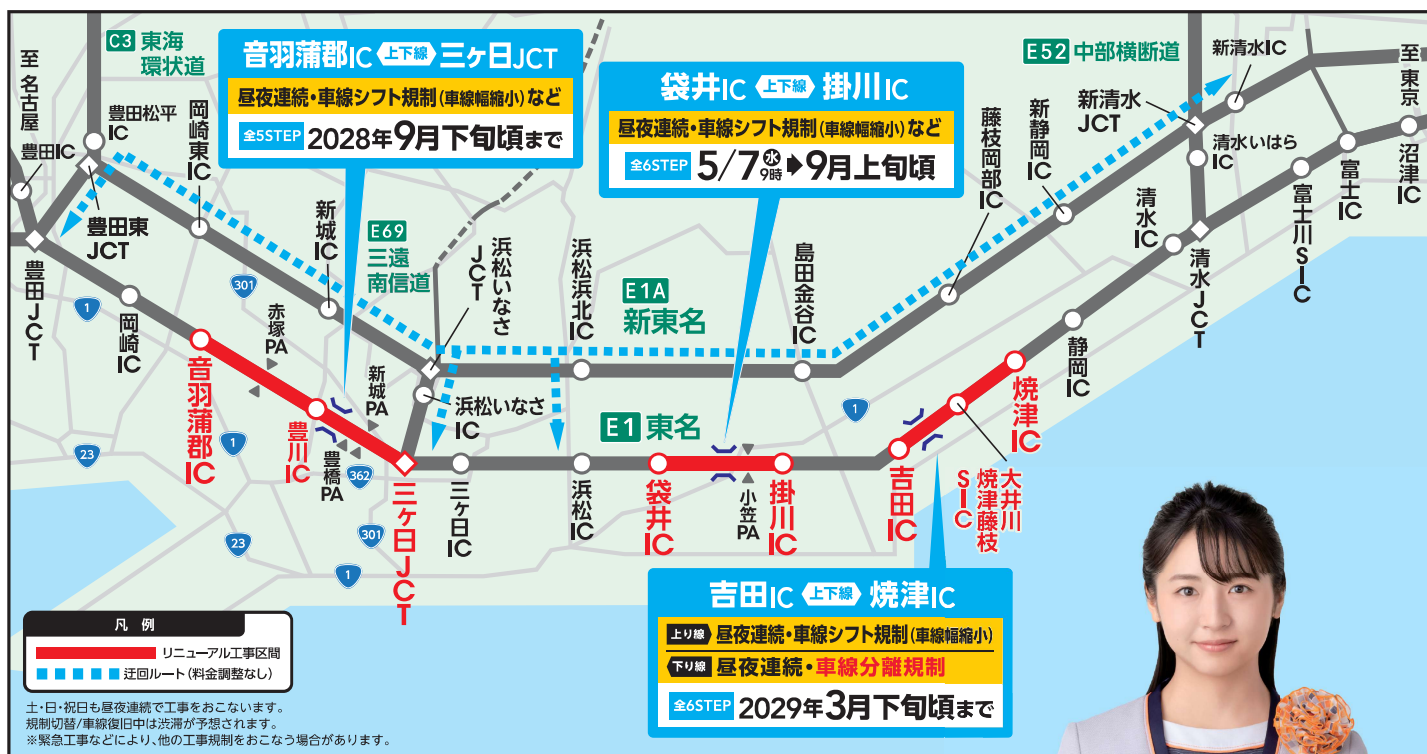 C3 東海
環状道
至 名古屋
豊田IC
豊田松平
IC
岡崎東IC
豊田東
JCT
豊田JCT
岡崎IC
新城IC
E69
三遠
南信道
浜松いなさ
JCT
浜松いなさ
IC
浜松浜北IC
E1A
新東名
島田金谷IC
藤枝岡部IC
新静岡IC
新清水
JCT
新清水IC
E52 中部横断道
清水いはら
IC
清水IC
清水JCT
富士川SIC
富士IC
沼津IC
至 東京
静岡IC
焼津IC
大井川
焼津藤枝
SIC
吉田IC
掛川IC
小笠PA
袋井IC
E1 東名
浜松IC
三ヶ日IC
三ヶ日JCT
新城PA
豊橋PA
豊川IC
赤塚PA
音羽蒲郡IC
301
1
23
1
23
362
301
1
1
音羽蒲郡IC 上下線 三ヶ日JCT
昼夜連続・車線シフト規制(車線幅縮小)など
全5STEP 2028年9月下旬頃まで
袋井IC 上下線 掛川IC
昼夜連続・車線シフト規制(車線幅縮小)など
全6STEP 5/7水9時➡9月上旬頃
吉田IC 上下線 焼津IC
上り線 昼夜連続・車線シフト規制(車線幅縮小)
下り線 昼夜連続・車線分離規制
全6STEP 2029年3月下旬頃まで
凡例
リニューアル工事区間
迂回ルート(料金調整なし)
土・日・祝日も昼夜連続で工事をおこないます。
規制切替/車線復旧中は渋滞が予想されます。
※緊急工事などにより、他の工事規制をおこなう場合があります。